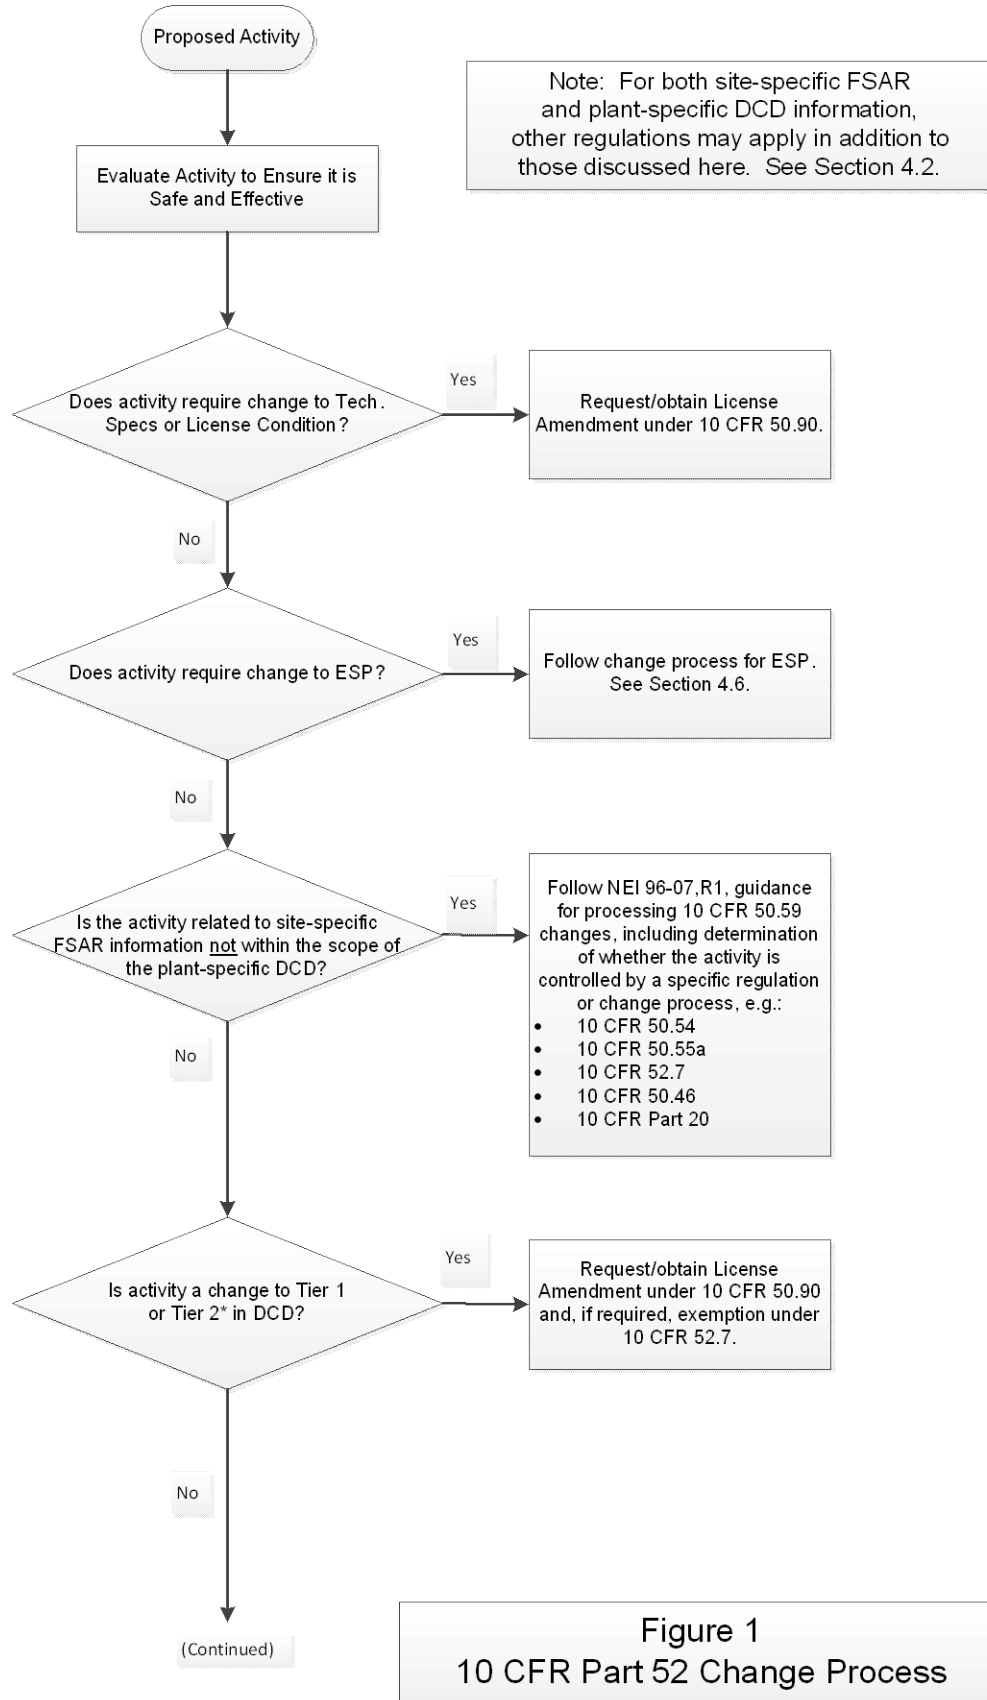 Proposed Activity
Note: For both site-specific FSAR
and plant-specific DCD information,
other regulations may apply in addition to
those discussed here. See Section 4.2.
Evaluate Activity to Ensure it is
Safe and Effective
Does activity require change to Tech.
Specs or License Condition?
Yes
Request/obtain License
Amendment under 10 CFR 50.90.
No
Does activity require change to ESP?
Yes
Follow change process for ESP.
See Section 4.6.
No
Is the activity related to site-specific
FSAR information not within the scope of
the plant-specific DCD?
Yes
Follow NEI 96-07,R1, guidance
for processing 10 CFR 50.59
changes, including determination
of whether the activity is
controlled by a specific regulation
or change process, e.g.:
• 10 CFR 50.54
• 10 CFR 50.55a
• 10 CFR 52.7
• 10 CFR 50.46
• 10 CFR Part 20
No
Is activity a change to Tier 1
or Tier 2* in DCD?
Yes
Request/obtain License
Amendment under 10 CFR 50.90
and, if required, exemption under
10 CFR 52.7.
No
(Continued)
Figure 1
10 CFR Part 52 Change Process